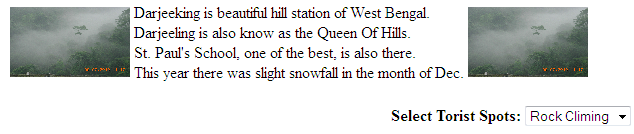 Darjeeking is beautiful hill station of West Bengal.
Darjeeling is also know as the Queen Of Hills.
St. Paul's School, one of the best, is also there.
This year there was slight snowfall in the month of Dec.
Select Torist Spots: Rock Climing